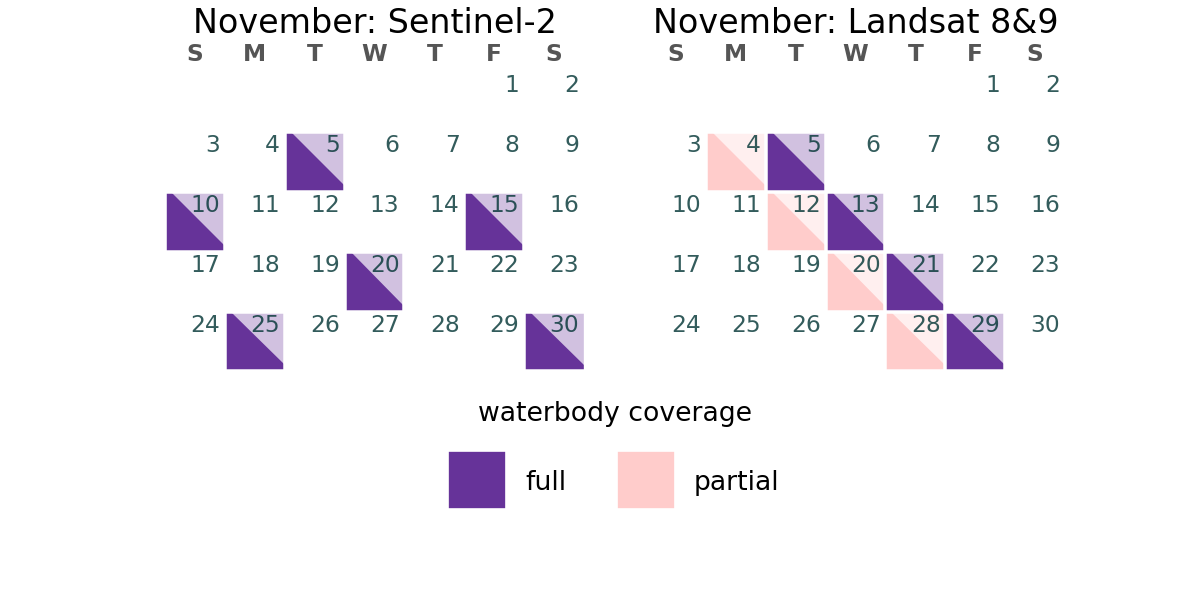 November: Sentinel-2
S M T W T F S
1 2
3 4 5 6 7 8 9
10 11 12 13 14 15 16
17 18 19 20 21 22 23
24 25 26 27 28 29 30
November: Landsat 8&9
S M T W T F S
1 2
3 4 5 6 7 8 9
10 11 12 13 14 15 16
17 18 19 20 21 22 23
24 25 26 27 28 29 30
waterbody coverage
full
partial